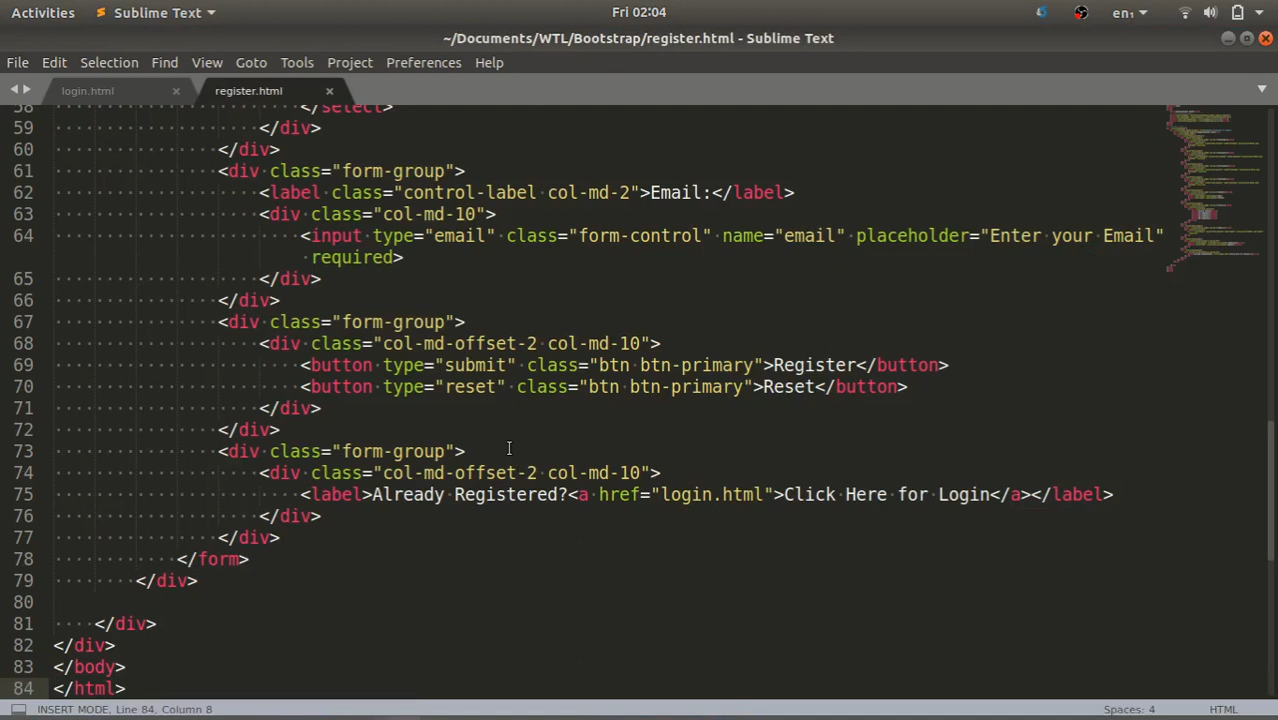 Activities Sublime Text Fri 02:04 en₁
~/Documents/WTL/Bootstrap/register.html - Sublime Text
File Edit Selection Find View Goto Tools Project Preferences Help
login.html × register.html ×
58 </select>
59 </div>
60 </div>
61 <div class="form-group">
62 <label class="control-label col-md-2">Email:</label>
63 <div class="col-md-10">
64 <input type="email" class="form-control" name="email" placeholder="Enter your Email"
required>
65 </div>
66 </div>
67 <div class="form-group">
68 <div class="col-md-offset-2 col-md-10">
69 <button type="submit" class="btn btn-primary">Register</button>
70 <button type="reset" class="btn btn-primary">Reset</button>
71 </div>
72 </div>
73 <div class="form-group">
74 <div class="col-md-offset-2 col-md-10">
75 <label>Already Registered?<a href="login.html">Click Here for Login</a></label>
76 </div>
77 </div>
78 </form>
79 </div>
80
81 </div>
82 </div>
83 </body>
84 </html>
INSERT MODE, Line 84, Column 8 Spaces: 4 HTML